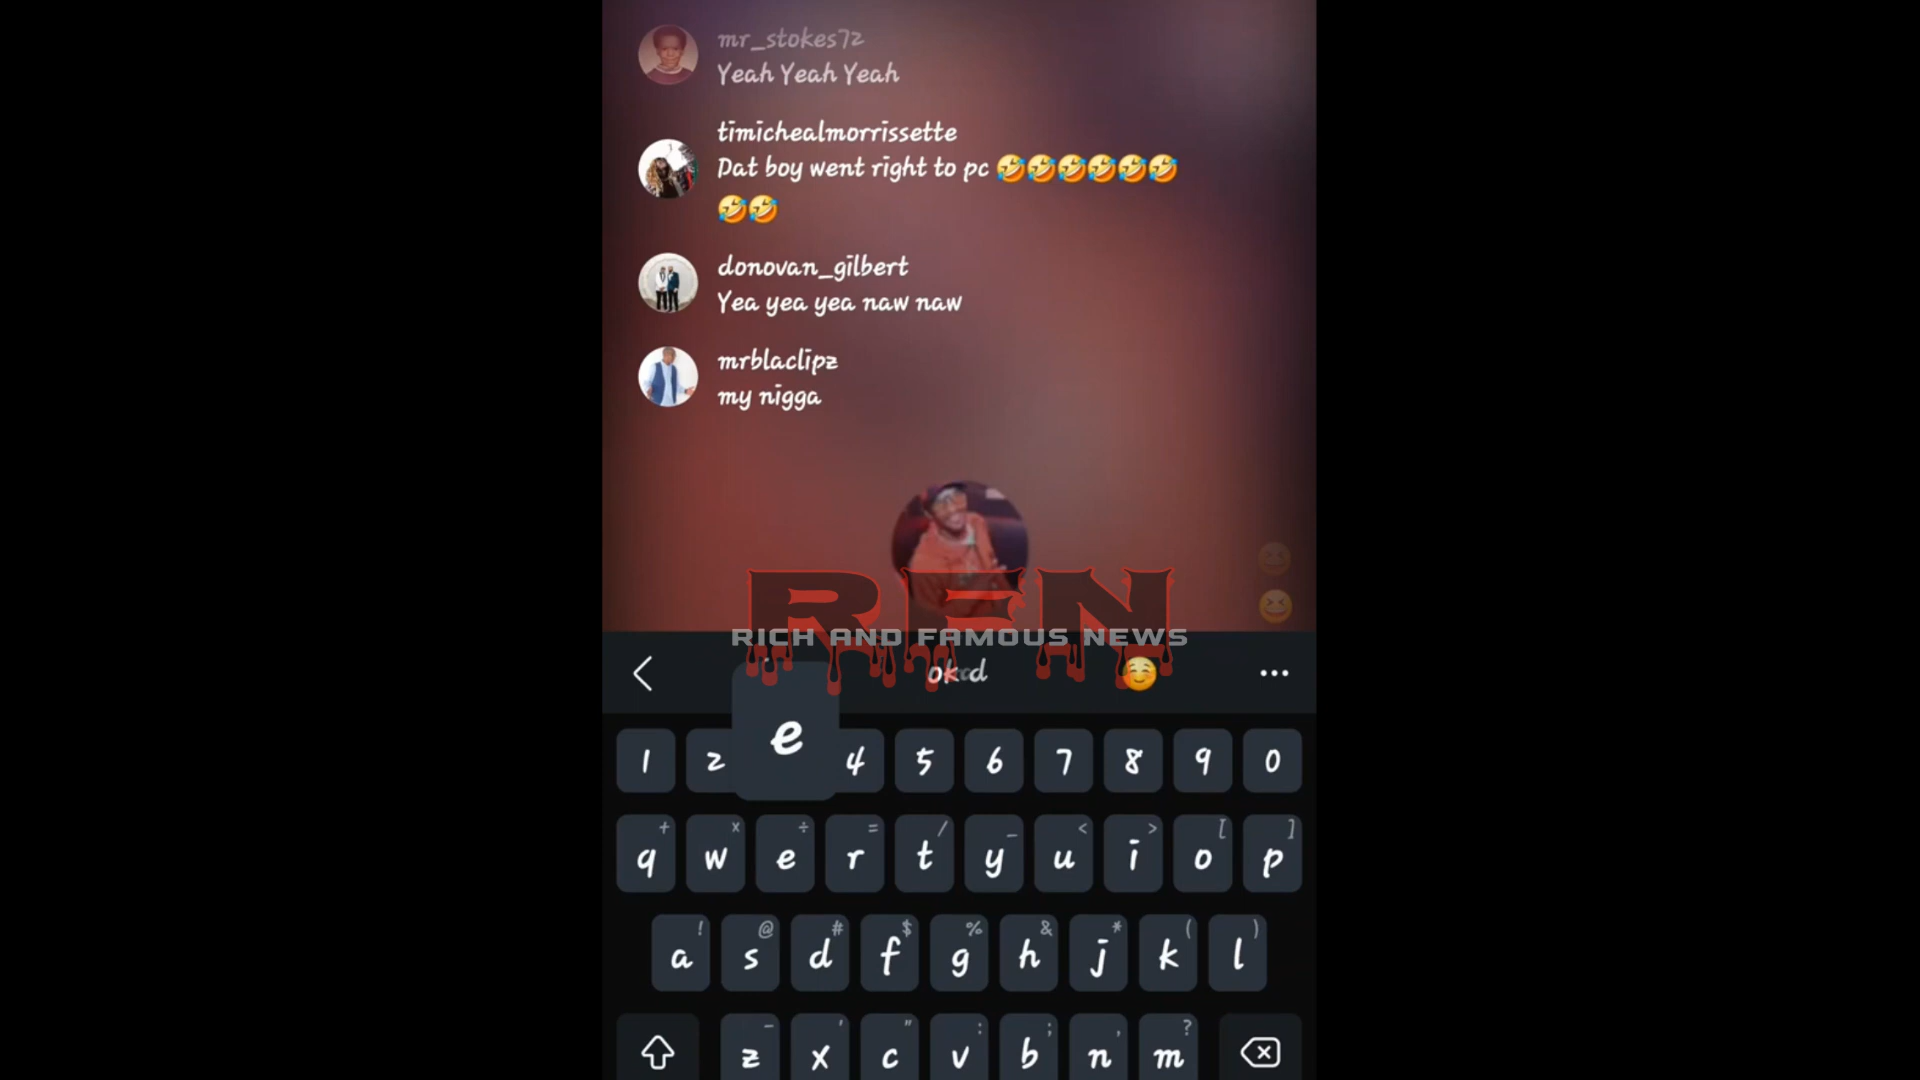 mr_stokes72
Yeah Yeah Yeah
timichealmorrissette
Dat boy went right to pc 🤣🤣🤣🤣🤣🤣
🤣🤣
donovan_gilbert
Yea yea yea naw naw
mrblaclipz
my nigga
RFN
RICH AND FAMOUS NEWS
☺️
e
1 2 4 5 6 7 8 9 0
+ × ÷ = / _ < > [ ]
q w e r t y u i o p
! @ # $ % & * ( )
a s d f g h j k l
- ' " : ; , ?
z x c v b n m